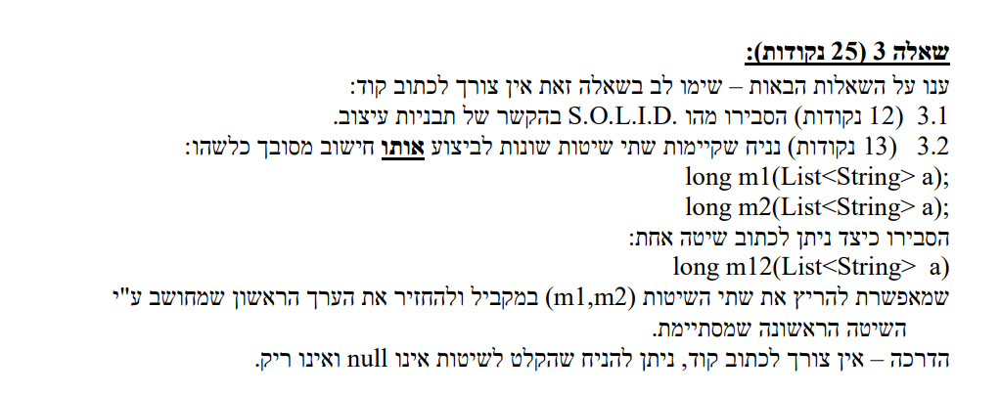 שאלה 3 (25 נקודות):
ענו על השאלות הבאות – שימו לב בשאלה זאת אין צורך לכתוב קוד:
3.1 (12 נקודות) הסבירו מהו S.O.L.I.D. בהקשר של תבניות עיצוב.
3.2 (13 נקודות) נניח שקיימות שתי שיטות שונות לביצוע אותו חישוב מסובך כלשהו:
long m1(List<String> a);
long m2(List<String> a);
הסבירו כיצד ניתן לכתוב שיטה אחת:
long m12(List<String> a)
שמאפשרת להריץ את שתי השיטות (m1,m2) במקביל ולהחזיר את הערך הראשון שמחושב ע"י
השיטה הראשונה שמסתיימת.
הדרכה – אין צורך לכתוב קוד, ניתן להניח שהקלט לשיטות אינו null ואינו ריק.